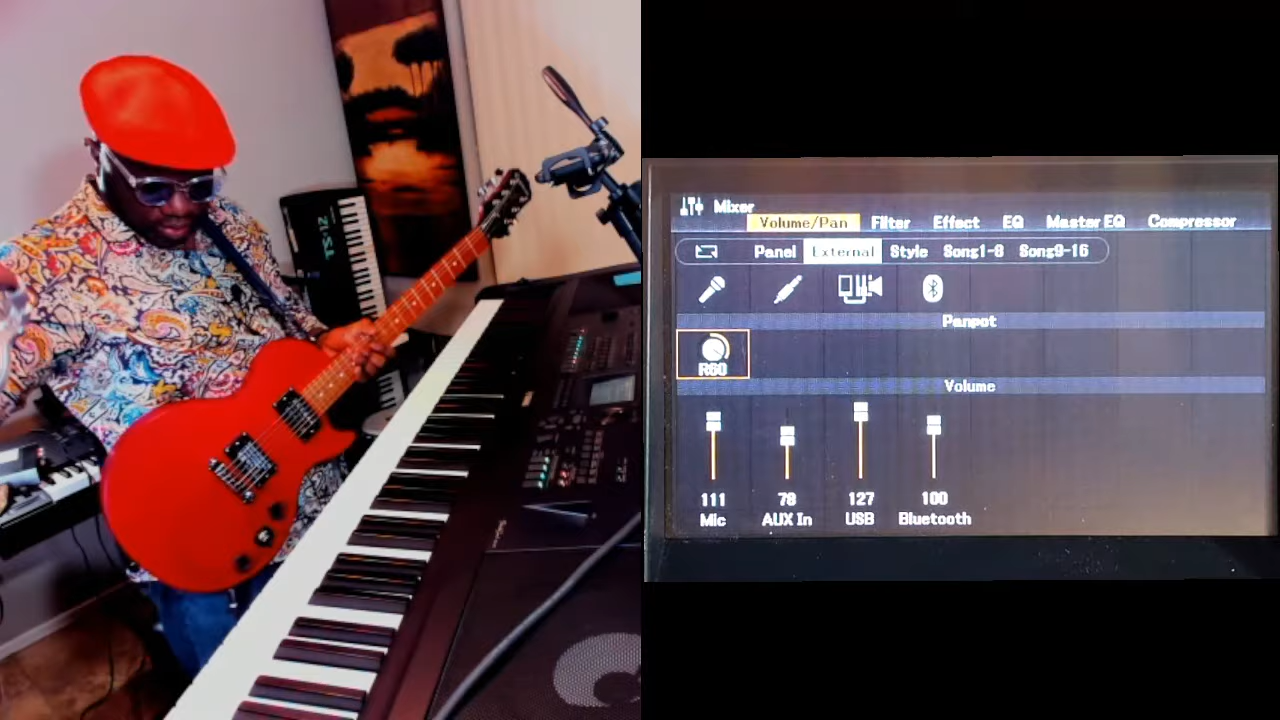 Mixer
Volume/Pan Filter Effect EQ Master EQ Compressor
Panel External Style Song1-8 Song9-16
Panpot
R60
Volume
111 78 127 100
Mic AUX In USB Bluetooth